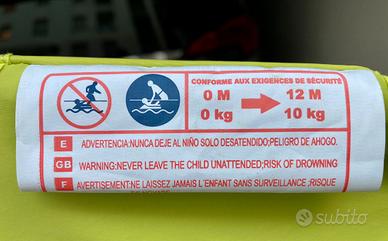 CONFORME AUX EXIGENCES DE SÉCURITÉ
0 M 12 M
0 kg 10 kg
E ADVERTENCIA:NUNCA DEJE AL NIÑO SOLO DESATENDIDO;PELIGRO DE AHOGO.
GB WARNING:NEVER LEAVE THE CHILD UNATTENDED;RISK OF DROWNING
F AVERTISEMENT:NE LAISSEZ JAMAIS L'ENFANT SANS SURVEILLANCE ;RISQUE
subito